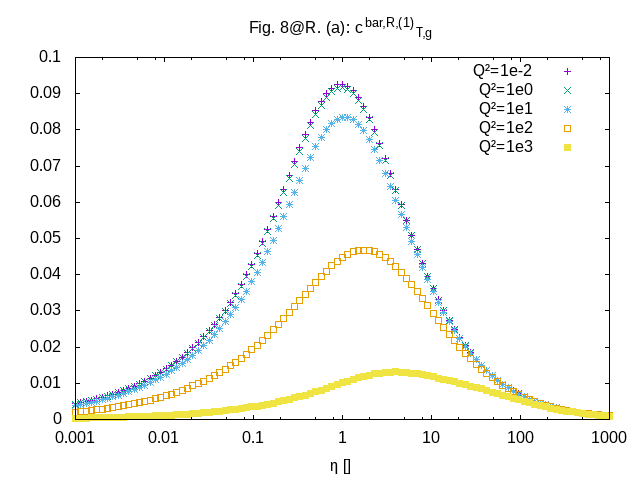 Fig. 8@R. (a): c^bar,R,(1)_T,g
Q²=1e-2
Q²=1e0
Q²=1e1
Q²=1e2
Q²=1e3
0.1
0.09
0.08
0.07
0.06
0.05
0.04
0.03
0.02
0.01
0
0.001 0.01 0.1 1 10 100 1000
η []